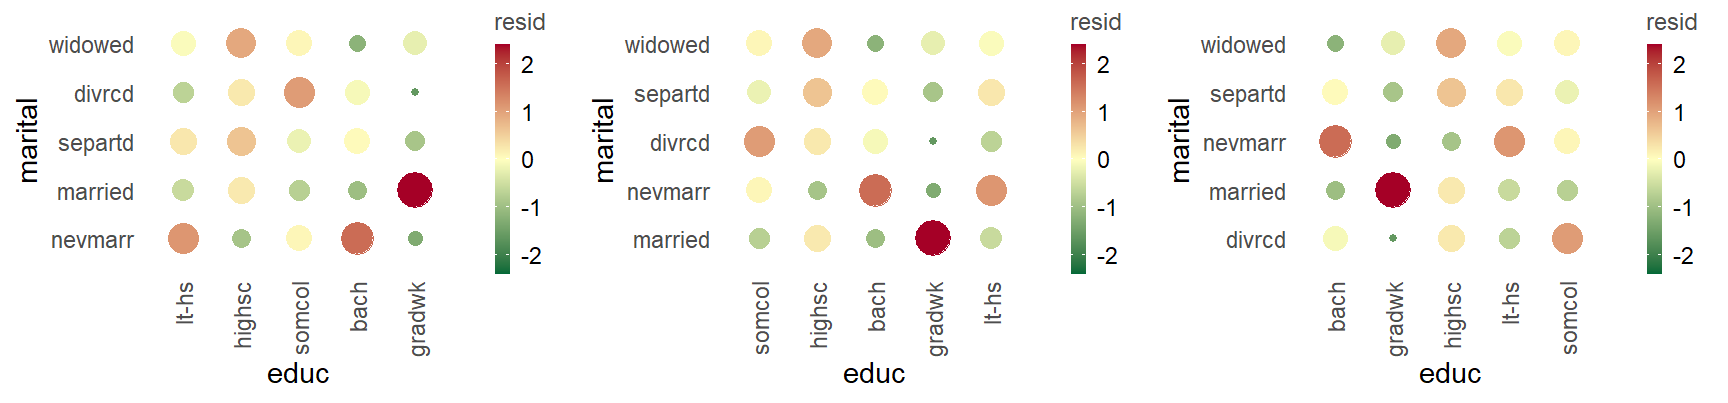 resid
widowed
divrcd
separtd
married
nevmarr
marital
2
1
0
-1
-2
lt-hs
highsc
somcol
bach
gradwk
educ
resid
widowed
separtd
divrcd
nevmarr
married
marital
2
1
0
-1
-2
somcol
highsc
bach
gradwk
lt-hs
educ
resid
widowed
separtd
nevmarr
married
divrcd
marital
2
1
0
-1
-2
bach
gradwk
highsc
lt-hs
somcol
educ